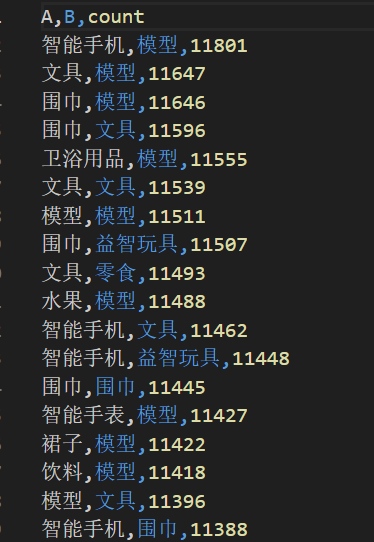 A,B,count
智能手机,模型,11801
文具,模型,11647
围巾,模型,11646
围巾,文具,11596
卫浴用品,模型,11555
文具,文具,11539
模型,模型,11511
围巾,益智玩具,11507
文具,零食,11493
水果,模型,11488
智能手机,文具,11462
智能手机,益智玩具,11448
围巾,围巾,11445
智能手表,模型,11427
裙子,模型,11422
饮料,模型,11418
模型,文具,11396
智能手机,围巾,11388